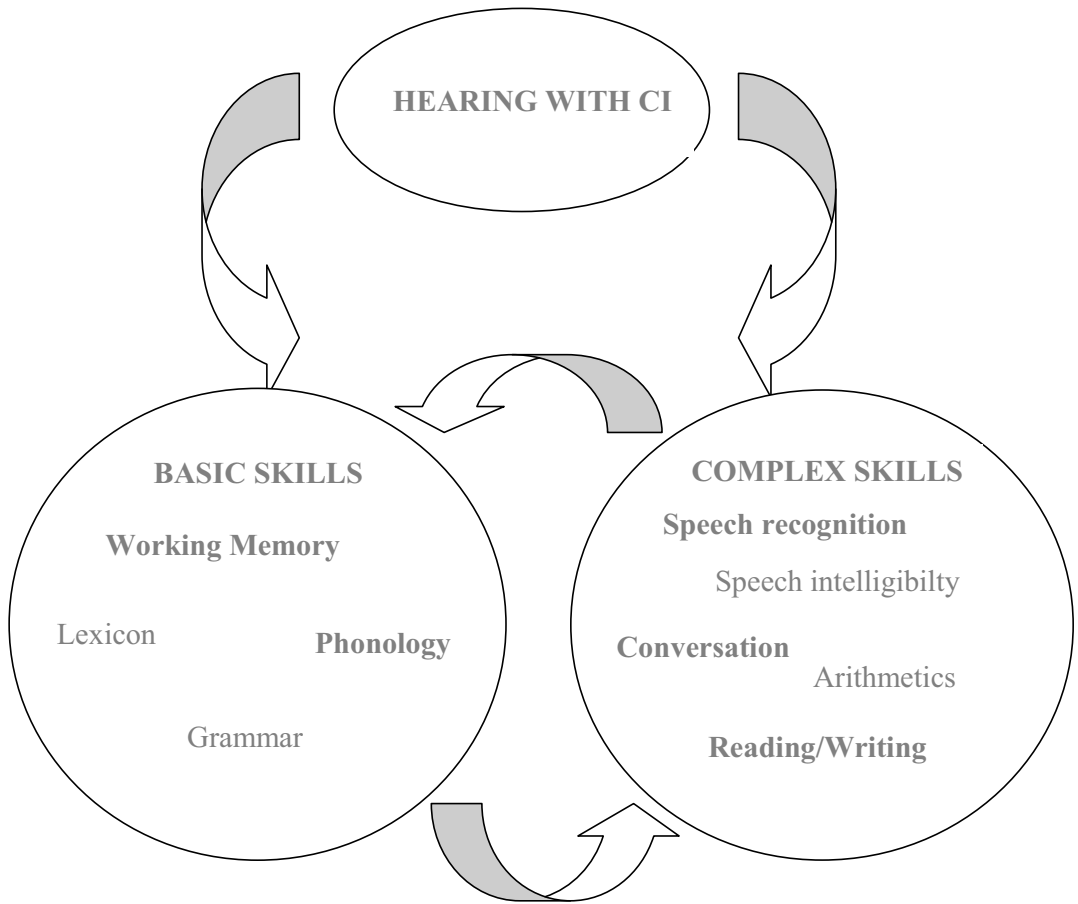 HEARING WITH CI
BASIC SKILLS
Working Memory
Lexicon
Phonology
Grammar
COMPLEX SKILLS
Speech recognition
Speech intelligibilty
Conversation
Arithmetics
Reading/Writing